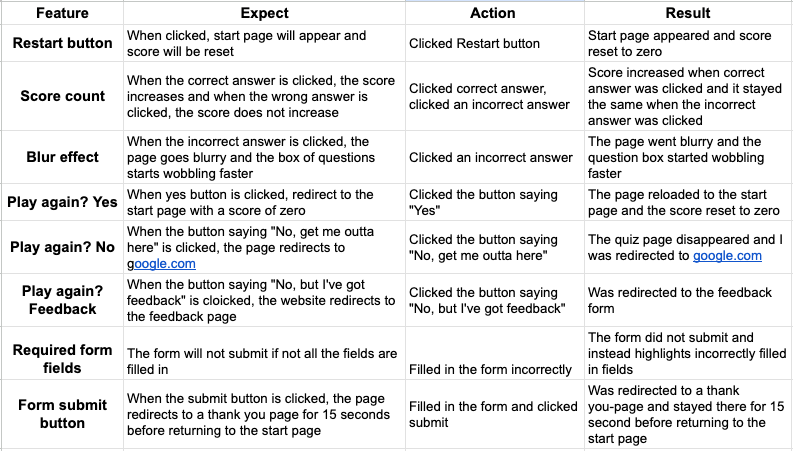 Feature Expect Action Result
Restart button When clicked, start page will appear and score will be reset Clicked Restart button Start page appeared and score reset to zero
Score count When the correct answer is clicked, the score increases and when the wrong answer is clicked, the score does not increase Clicked correct answer, clicked an incorrect answer Score increased when correct answer was clicked and it stayed the same when the incorrect answer was clicked
Blur effect When the incorrect answer is clicked, the page goes blurry and the box of questions starts wobbling faster Clicked an incorrect answer The page went blurry and the question box started wobbling faster
Play again? Yes When yes button is clicked, redirect to the start page with a score of zero Clicked the button saying "Yes" The page reloaded to the start page and the score reset to zero
Play again? No When the button saying "No, get me outta here" is clicked, the page redirects to google.com Clicked the button saying "No, get me outta here" The quiz page disappeared and I was redirected to google.com
Play again? Feedback When the button saying "No, but I've got feedback" is cloicked, the website redirects to the feedback page Clicked the button saying "No, but I've got feedback" Was redirected to the feedback form
Required form fields The form will not submit if not all the fields are filled in Filled in the form incorrectly The form did not submit and instead highlights incorrectly filled in fields
Form submit button When the submit button is clicked, the page redirects to a thank you page for 15 seconds before returning to the start page Filled in the form and clicked submit Was redirected to a thank you-page and stayed there for 15 second before returning to the start page